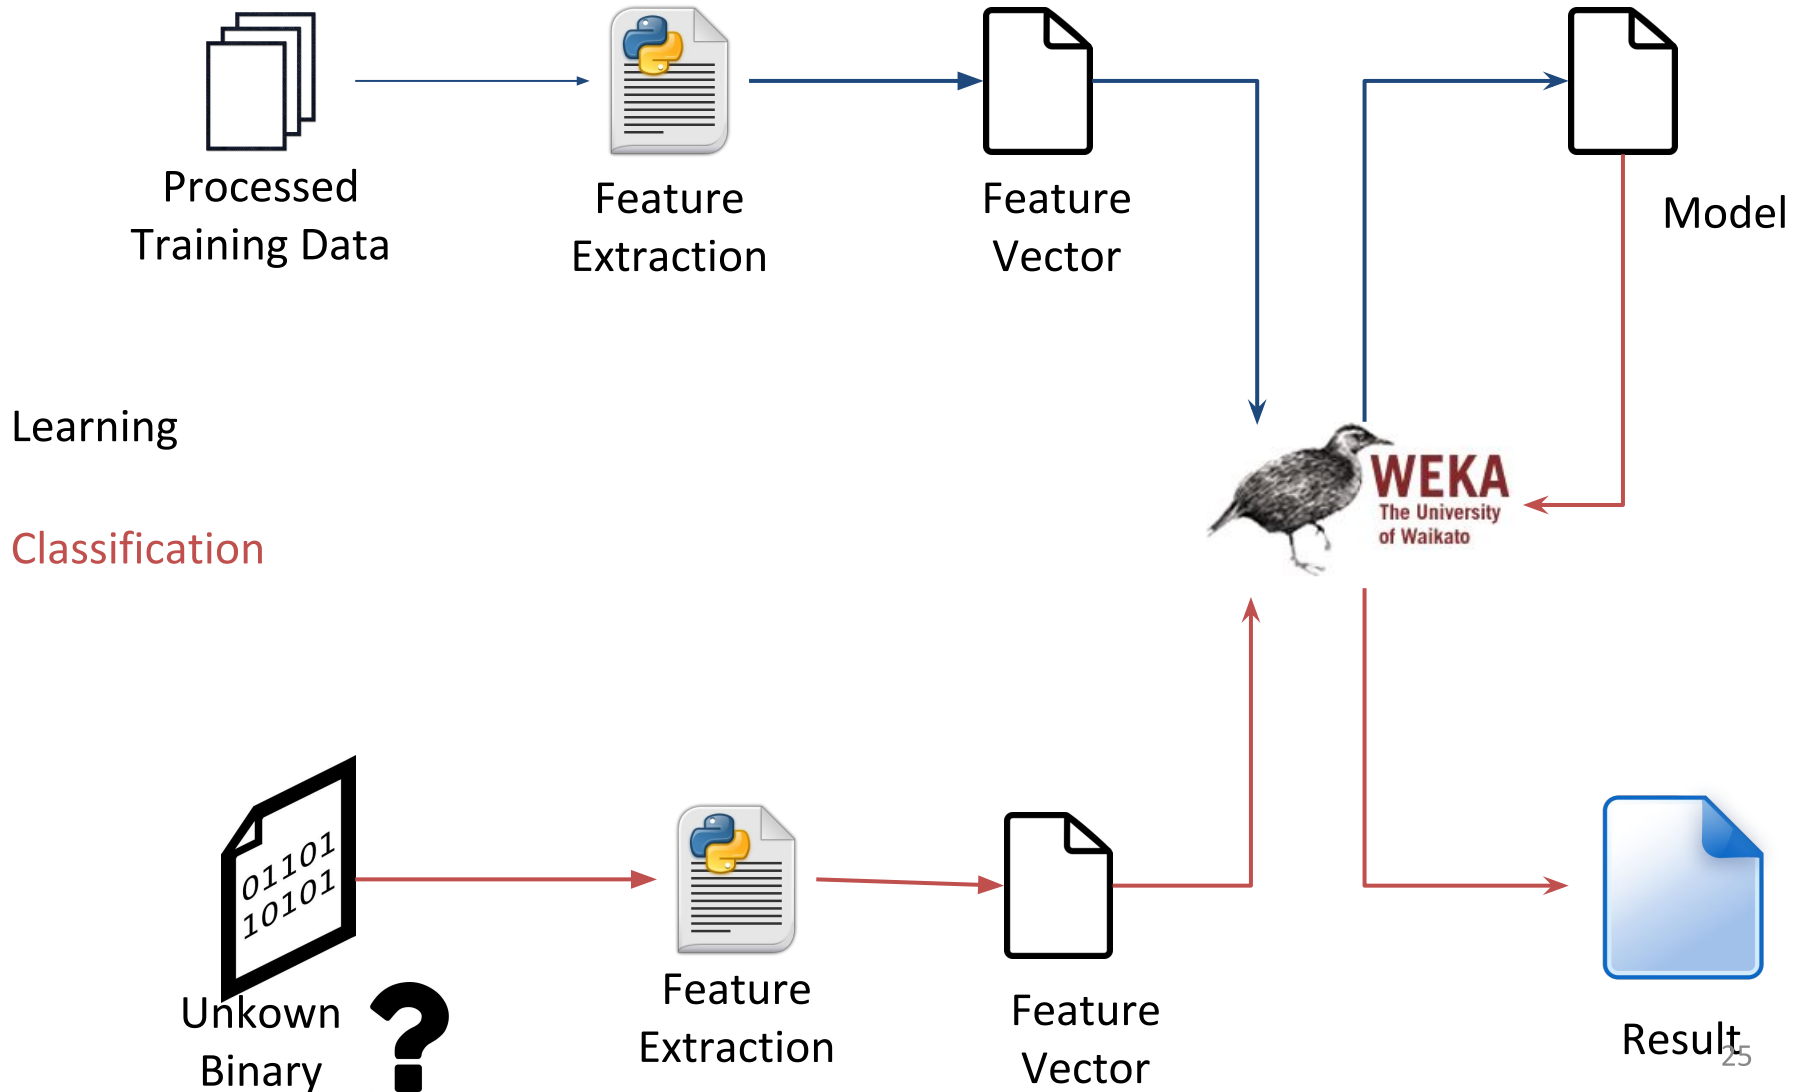 Processed
Training Data
Feature
Extraction
Feature
Vector
Model
Learning
Classification
WEKA
The University
of Waikato
01101
10101
Unkown
Binary
?
Feature
Extraction
Feature
Vector
Result
25